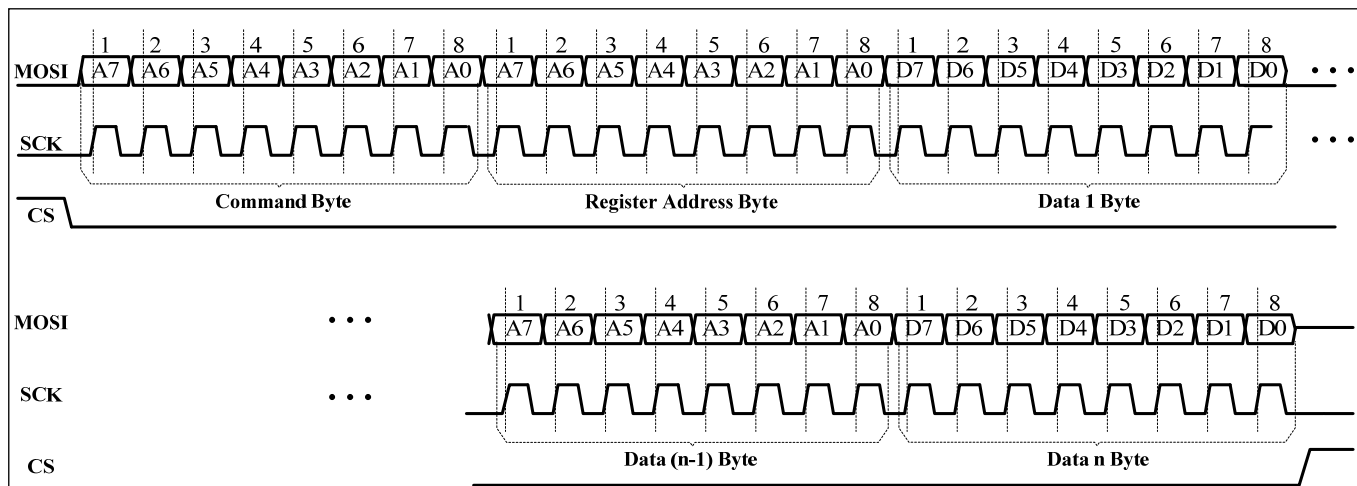 1 2 3 4 5 6 7 8 1 2 3 4 5 6 7 8 1 2 3 4 5 6 7 8
MOSI A7 A6 A5 A4 A3 A2 A1 A0 A7 A6 A5 A4 A3 A2 A1 A0 D7 D6 D5 D4 D3 D2 D1 D0 • • •
SCK • • •
Command Byte Register Address Byte Data 1 Byte
CS
1 2 3 4 5 6 7 8 1 2 3 4 5 6 7 8
MOSI • • • A7 A6 A5 A4 A3 A2 A1 A0 D7 D6 D5 D4 D3 D2 D1 D0
SCK • • •
Data (n-1) Byte Data n Byte
CS